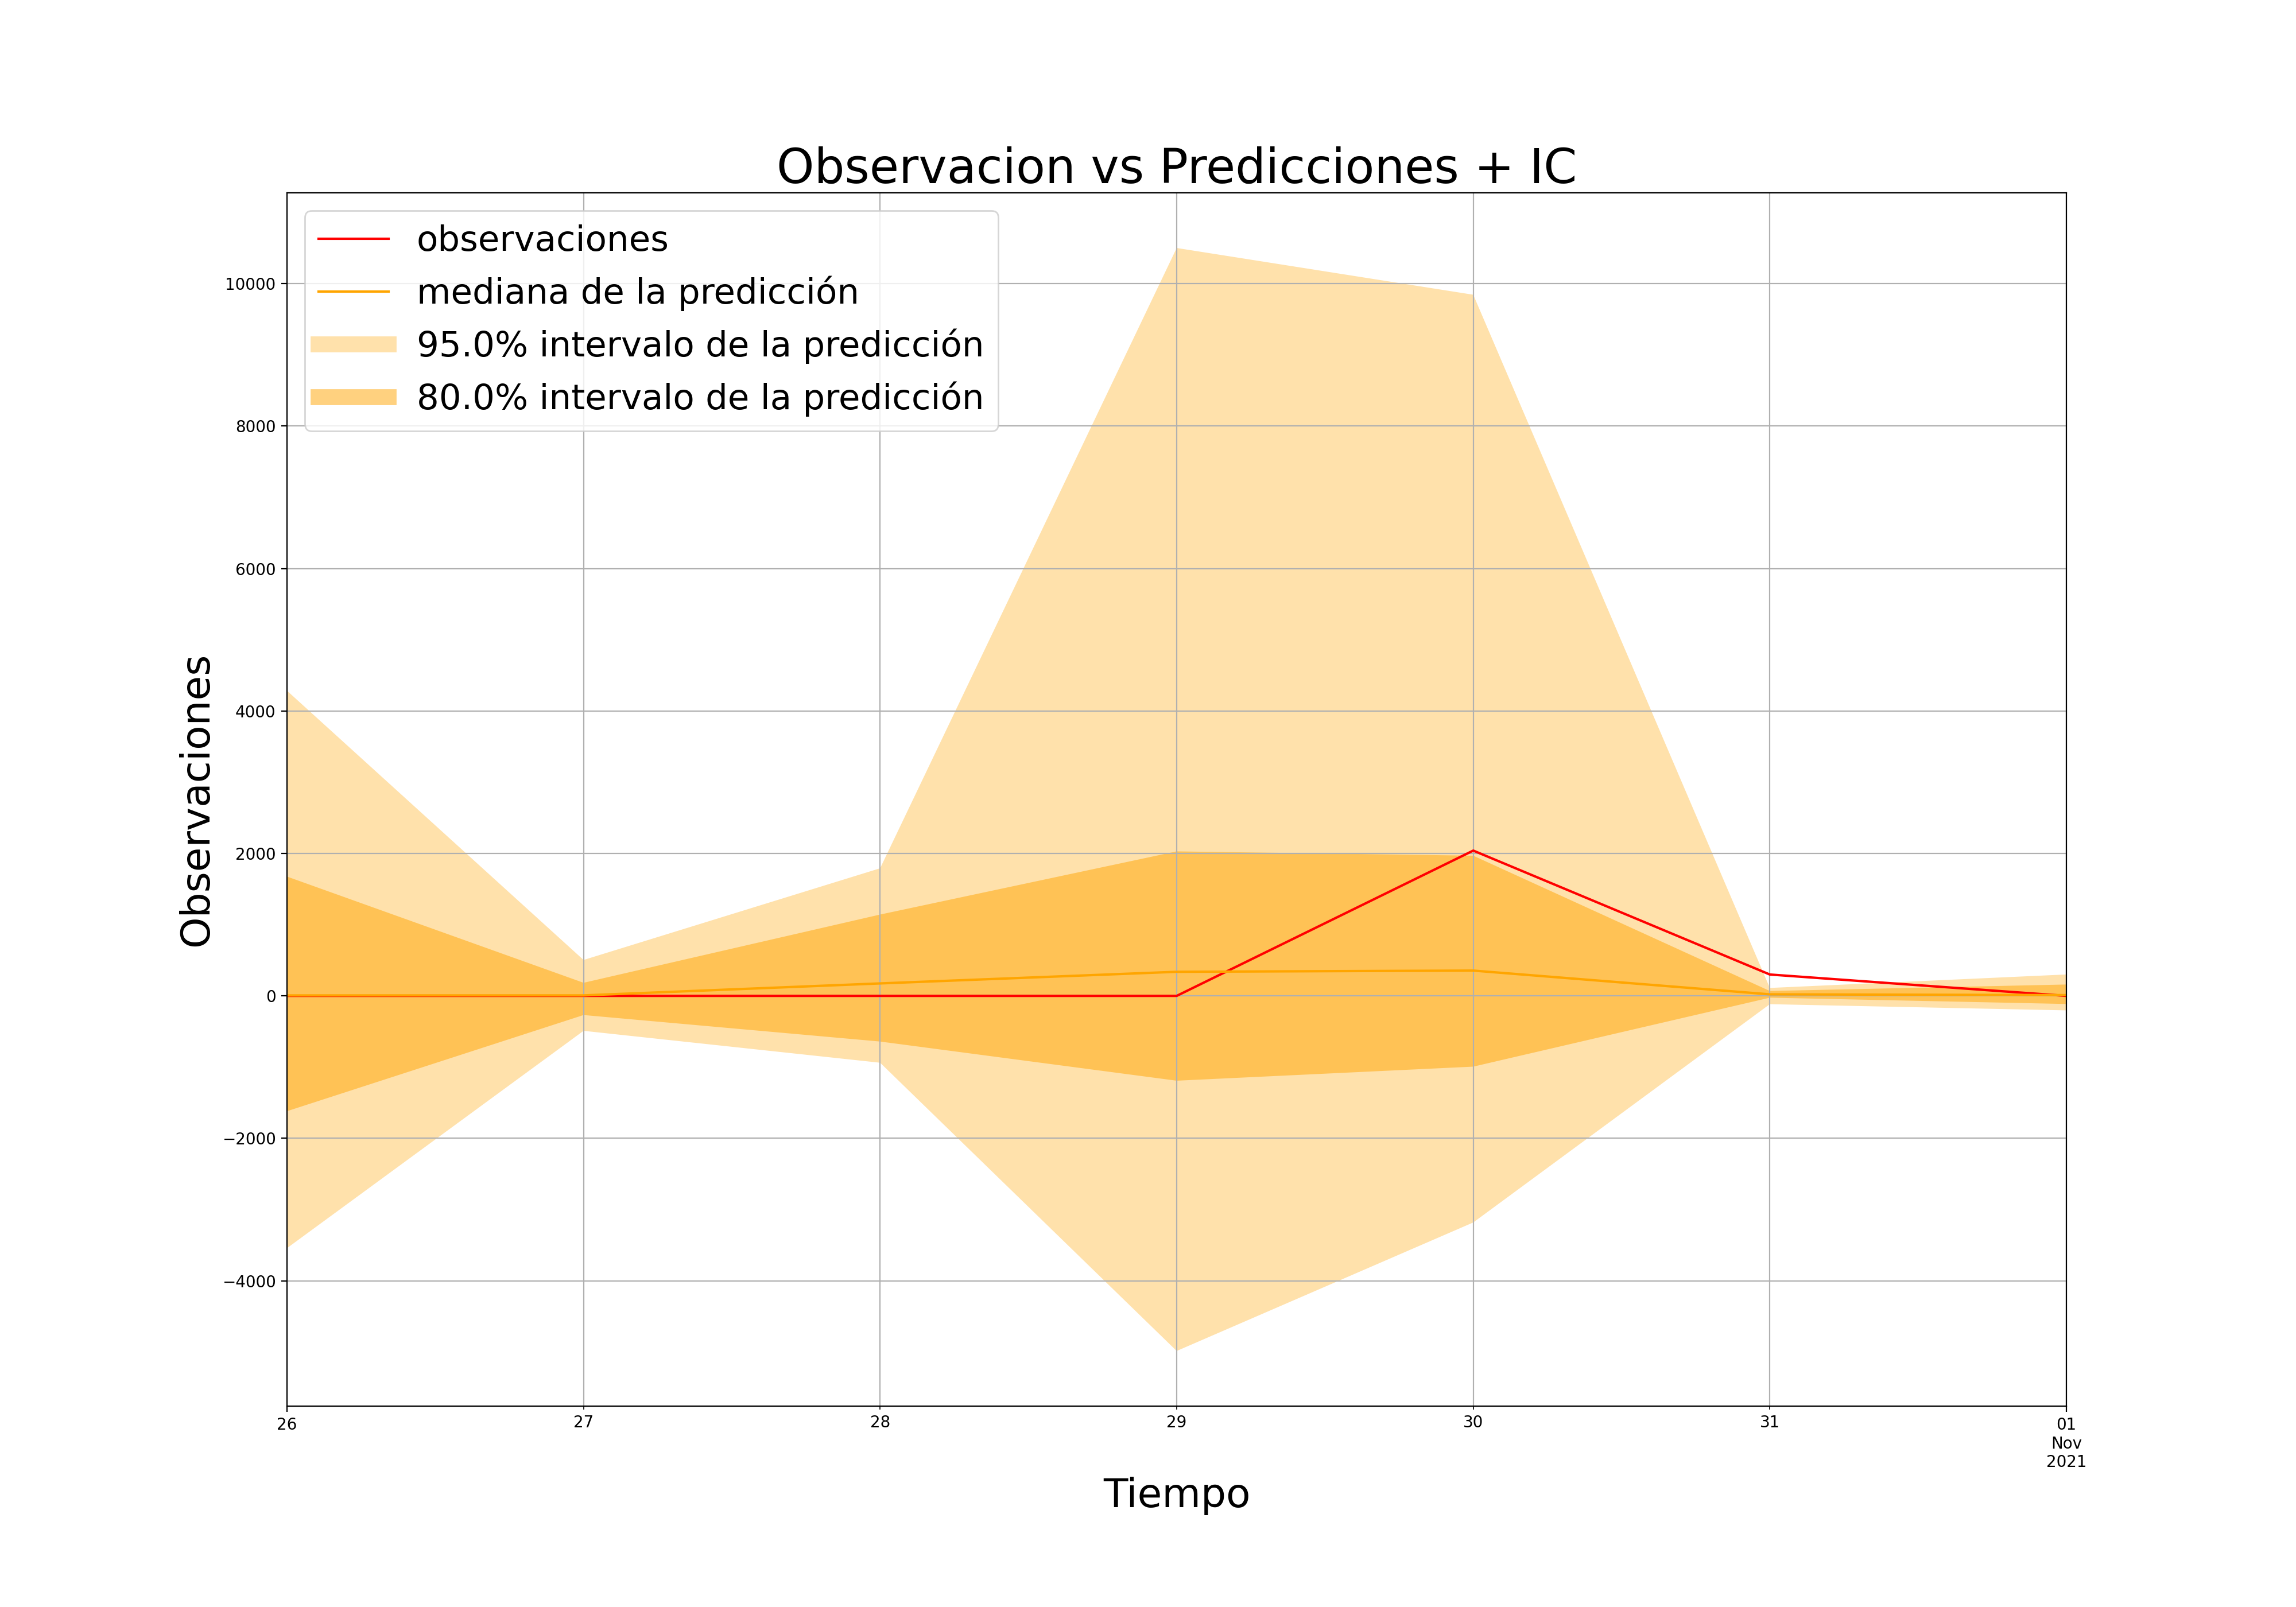 Observacion vs Predicciones + IC
observaciones
mediana de la predicción
95.0% intervalo de la predicción
80.0% intervalo de la predicción
10000
8000
6000
4000
2000
0
−2000
−4000
Observaciones
26
27
28
29
30
31
01
Nov
2021
Tiempo